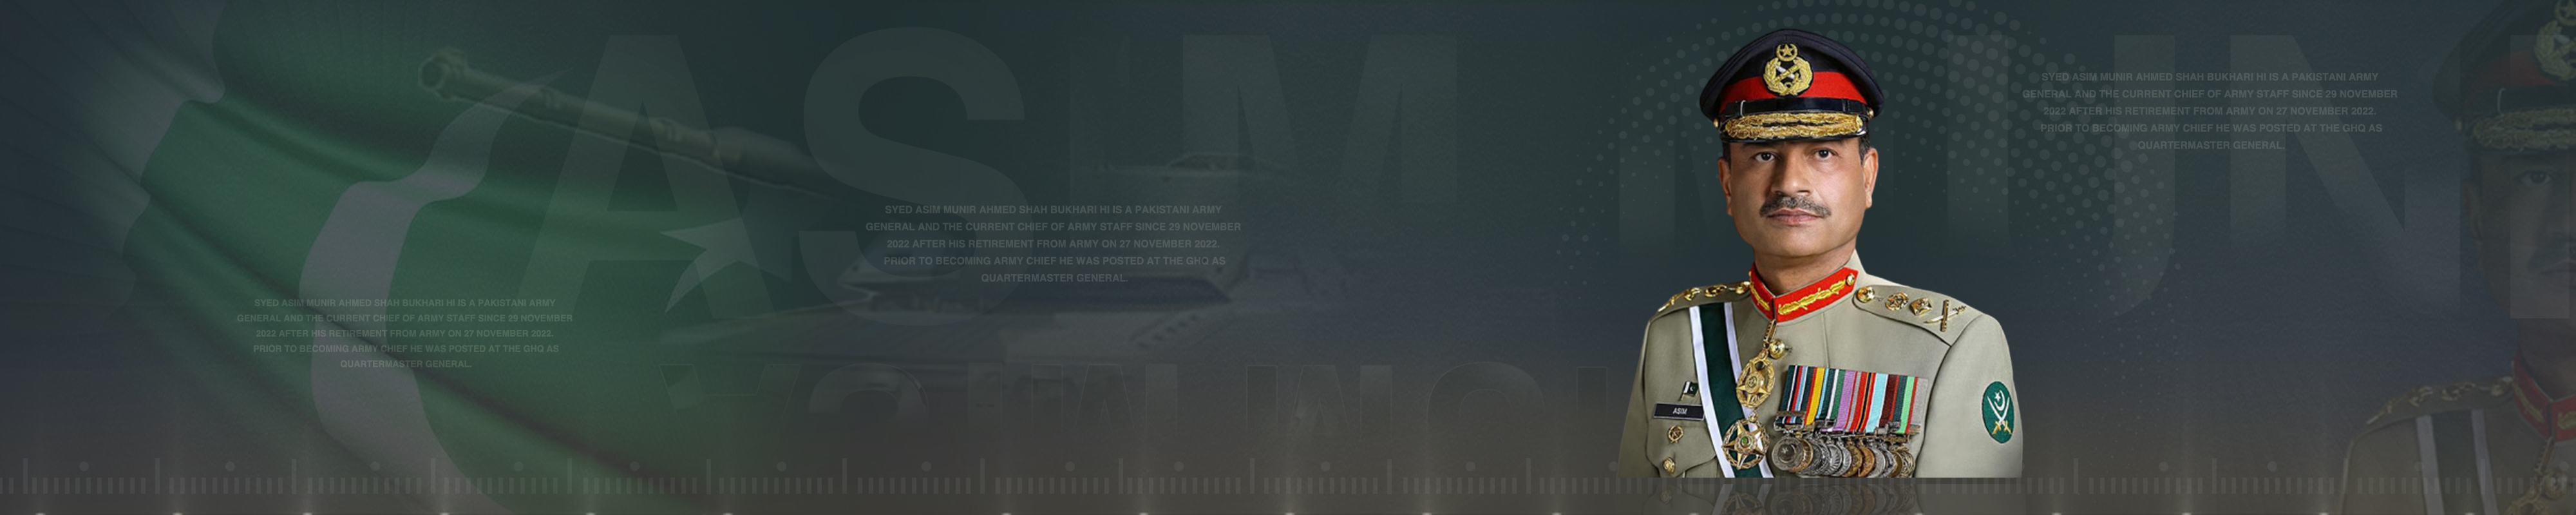 ASIM MUNI
SYED ASIM MUNIR AHMED SHAH BUKHARI HI IS A PAKISTANI ARMY
GENERAL AND THE CURRENT CHIEF OF ARMY STAFF SINCE 29 NOVEMBER
2022 AFTER HIS RETIREMENT FROM ARMY ON 27 NOVEMBER 2022.
PRIOR TO BECOMING ARMY CHIEF HE WAS POSTED AT THE GHQ AS
QUARTERMASTER GENERAL.
SYED ASIM MUNIR AHMED SHAH BUKHARI HI IS A PAKISTANI ARMY
GENERAL AND THE CURRENT CHIEF OF ARMY STAFF SINCE 29 NOVEMBER
2022 AFTER HIS RETIREMENT FROM ARMY ON 27 NOVEMBER 2022.
PRIOR TO BECOMING ARMY CHIEF HE WAS POSTED AT THE GHQ AS
QUARTERMASTER GENERAL.
SYED ASIM MUNIR AHMED SHAH BUKHARI HI IS A PAKISTANI ARMY
GENERAL AND THE CURRENT CHIEF OF ARMY STAFF SINCE 29 NOVEMBER
2022 AFTER HIS RETIREMENT FROM ARMY ON 27 NOVEMBER 2022.
PRIOR TO BECOMING ARMY CHIEF HE WAS POSTED AT THE GHQ AS
QUARTERMASTER GENERAL.
ASIM